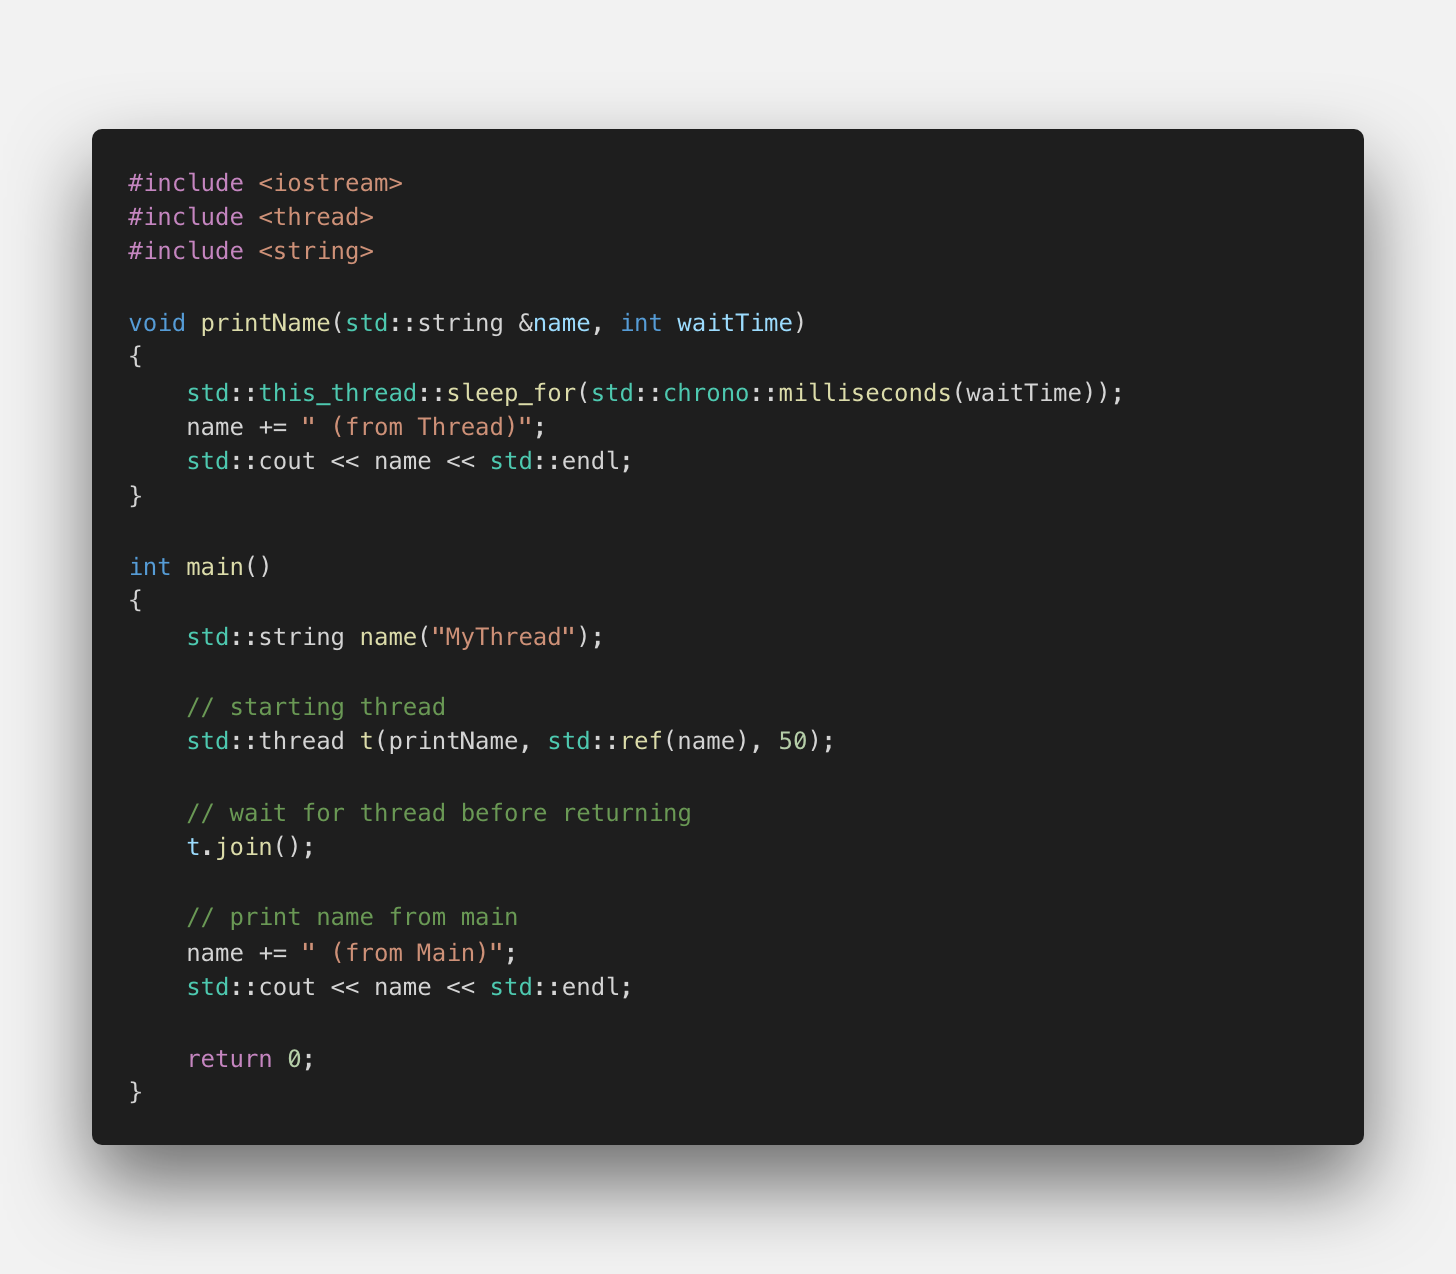 #include <iostream>
#include <thread>
#include <string>

void printName(std::string &name, int waitTime)
{
    std::this_thread::sleep_for(std::chrono::milliseconds(waitTime));
    name += " (from Thread)";
    std::cout << name << std::endl;
}

int main()
{
    std::string name("MyThread");

    // starting thread
    std::thread t(printName, std::ref(name), 50);

    // wait for thread before returning
    t.join();

    // print name from main
    name += " (from Main)";
    std::cout << name << std::endl;

    return 0;
}